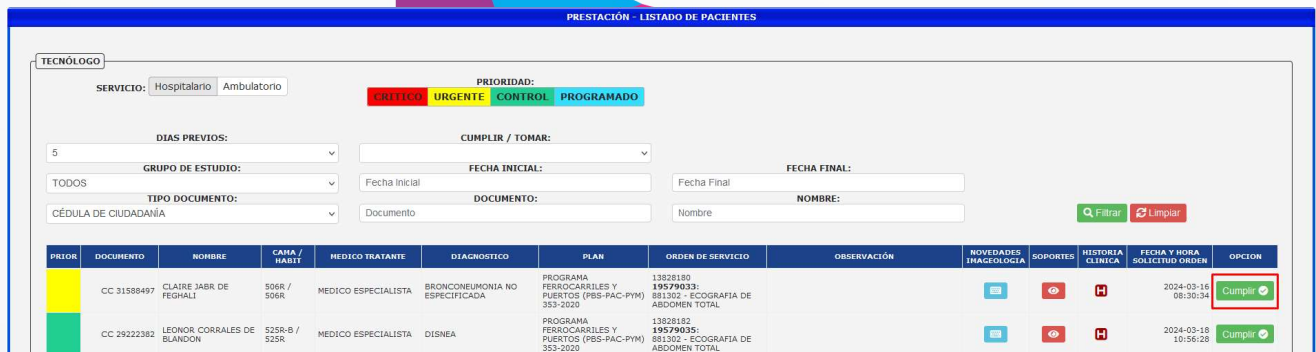 PRESTACIÓN - LISTADO DE PACIENTES
TECNÓLOGO
SERVICIO: Hospitalario Ambulatorio
PRIORIDAD:
CRITICO URGENTE CONTROL PROGRAMADO
DIAS PREVIOS: CUMPLIR / TOMAR:
5
GRUPO DE ESTUDIO: FECHA INICIAL: FECHA FINAL:
TODOS Fecha Inicial Fecha Final
TIPO DOCUMENTO: DOCUMENTO: NOMBRE:
CÉDULA DE CIUDADANÍA Documento Nombre Filtrar Limpiar
PRIOR DOCUMENTO NOMBRE CAMA / HABIT MEDICO TRATANTE DIAGNOSTICO PLAN ORDEN DE SERVICIO OBSERVACIÓN NOVEDADES IMAGEOLOGIA SOPORTES HISTORIA CLINICA FECHA Y HORA SOLICITUD ORDEN OPCION
PROGRAMA 13828180
CC 31588497 CLAIRE JABR DE 506R / MEDICO ESPECIALISTA BRONCONEUMONIA NO FERROCARRILES Y 19579033: 2024-03-16 Cumplir
FEGHALI 506R ESPECIFICADA PUERTOS (PBS-PAC-PYM) 881302 - ECOGRAFIA DE H 08:30:34
353-2020 ABDOMEN TOTAL
PROGRAMA 13828182
CC 29222382 LEONOR CORRALES DE 525R-B / MEDICO ESPECIALISTA DISNEA FERROCARRILES Y 19579035: 2024-03-18 Cumplir
BLANDON 525R PUERTOS (PBS-PAC-PYM) 881302 - ECOGRAFIA DE H 10:56:28
353-2020 ABDOMEN TOTAL